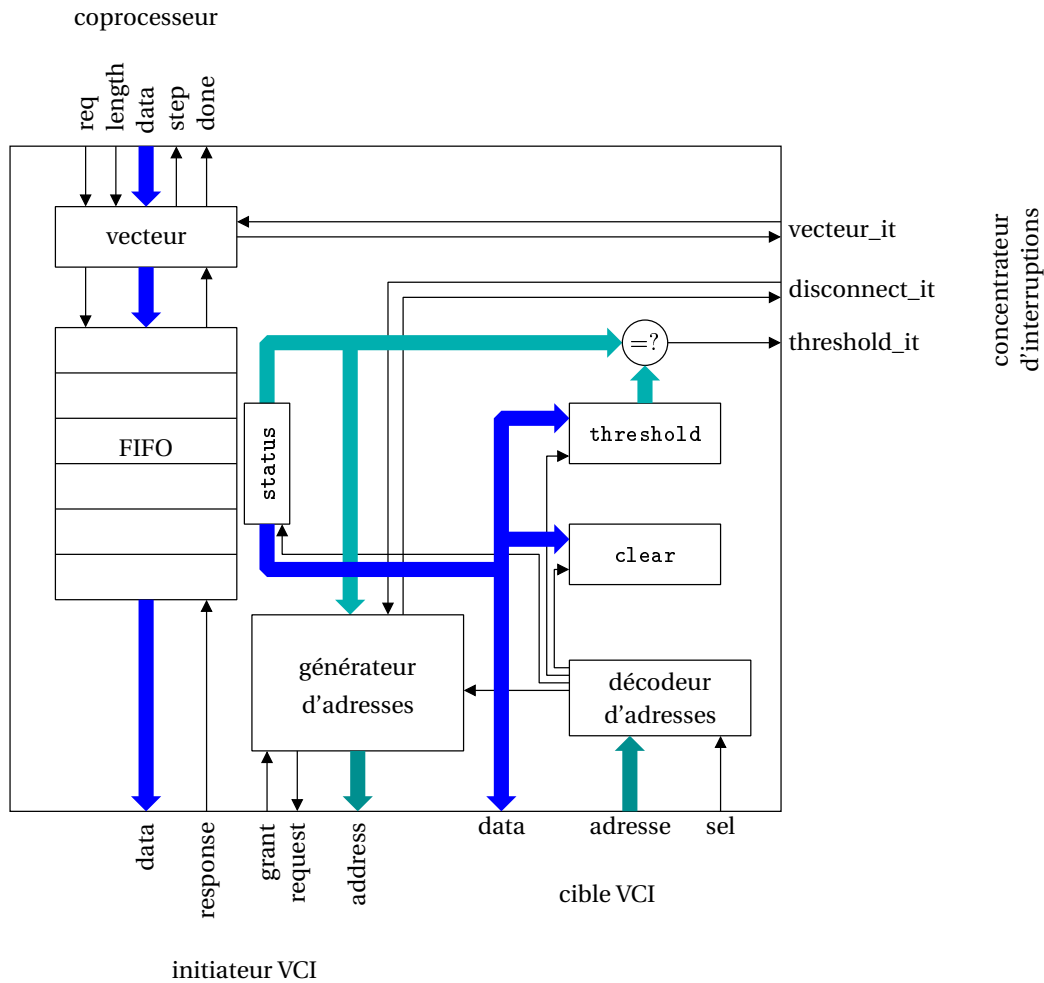 coprocesseur
req
length
data
step
done
vecteur
vecteur_it
disconnect_it
threshold_it
concentrateur
d'interruptions
=?
FIFO
status
threshold
clear
générateur
d'adresses
décodeur
d'adresses
data
response
grant
request
address
data
adresse
sel
cible VCI
initiateur VCI